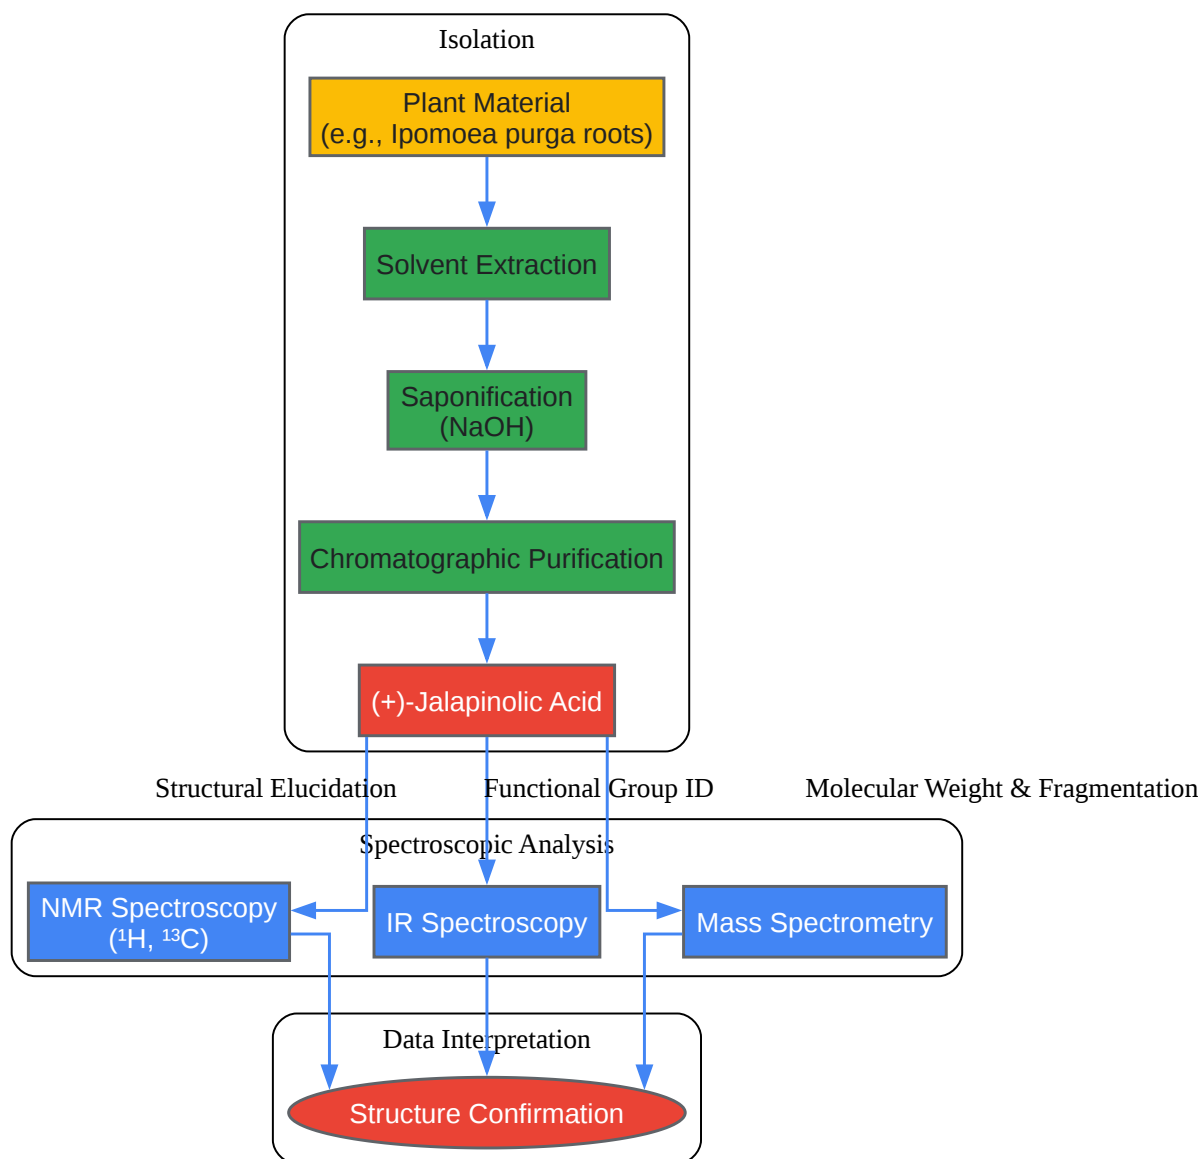 Isolation
Plant Material
(e.g., Ipomoea purga roots)
Solvent Extraction
Saponification
(NaOH)
Chromatographic Purification
(+)-Jalapinolic Acid
Structural Elucidation
Functional Group ID
Molecular Weight & Fragmentation
Spectroscopic Analysis
NMR Spectroscopy
(¹H, ¹³C)
IR Spectroscopy
Mass Spectrometry
Data Interpretation
Structure Confirmation